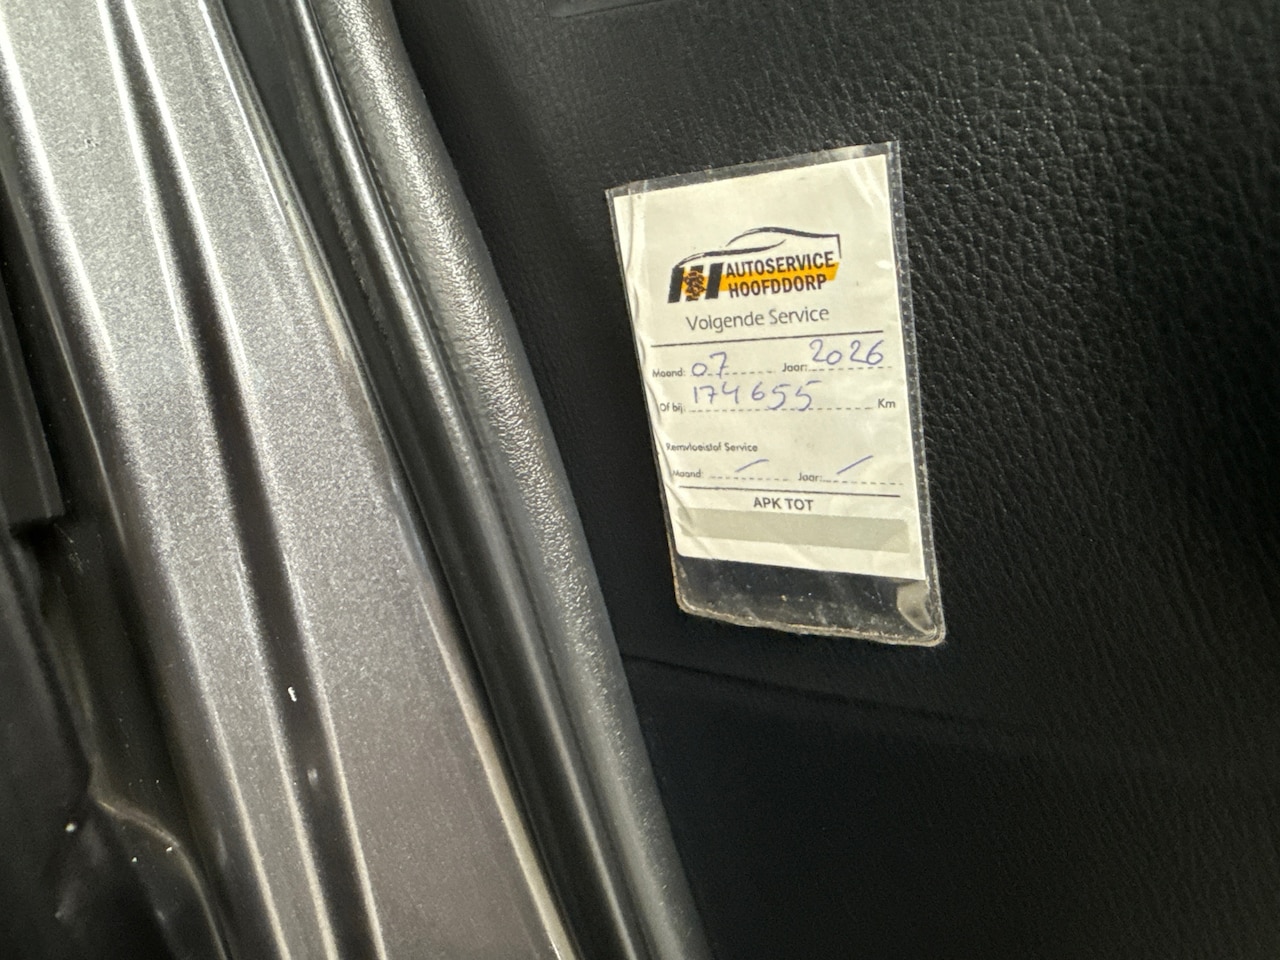 AUTOSERVICE
HOOFDDORP
Volgende Service
Maand: 07 Jaar: 2026
Of bij: 174655 Km
Remvloeistof Service
Maand: / Jaar: /
APK TOT